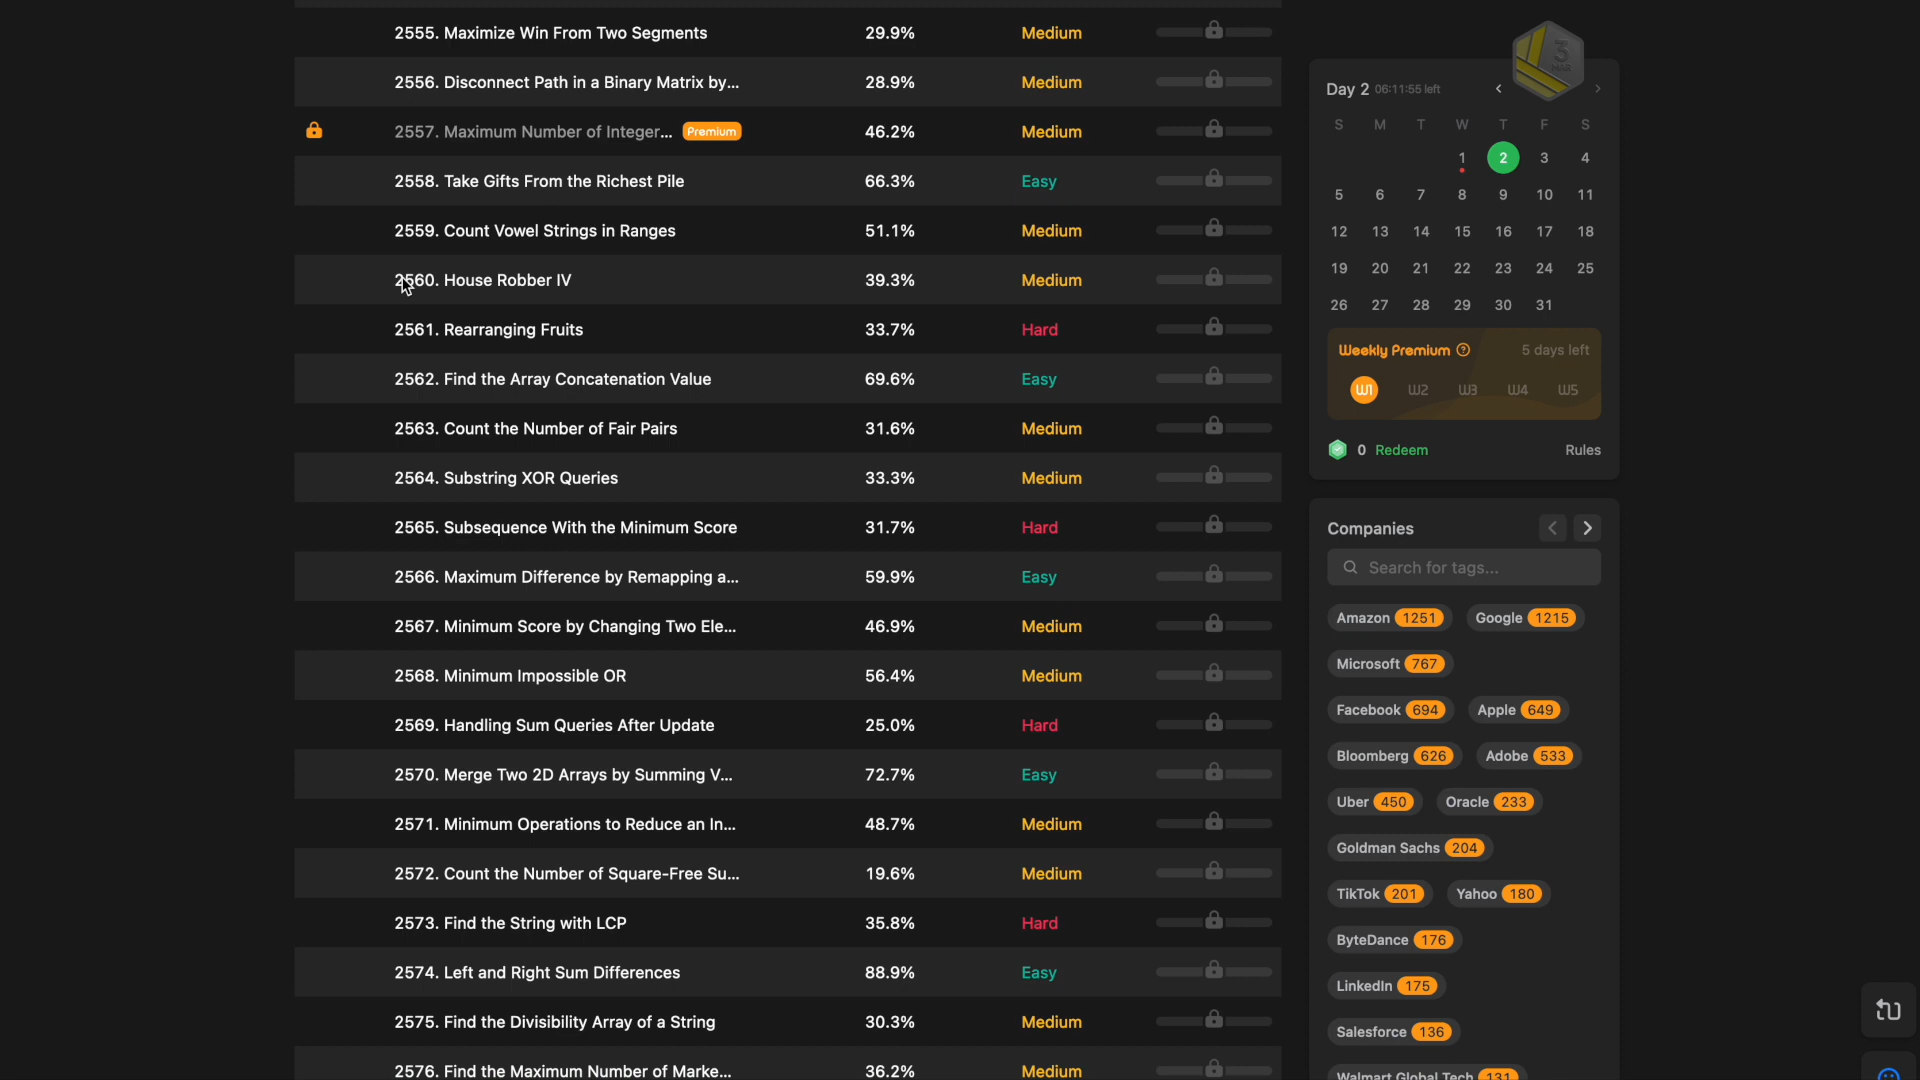 2555. Maximize Win From Two Segments 29.9% Medium
2556. Disconnect Path in a Binary Matrix by... 28.9% Medium
2557. Maximum Number of Integer... Premium 46.2% Medium
2558. Take Gifts From the Richest Pile 66.3% Easy
2559. Count Vowel Strings in Ranges 51.1% Medium
2560. House Robber IV 39.3% Medium
2561. Rearranging Fruits 33.7% Hard
2562. Find the Array Concatenation Value 69.6% Easy
2563. Count the Number of Fair Pairs 31.6% Medium
2564. Substring XOR Queries 33.3% Medium
2565. Subsequence With the Minimum Score 31.7% Hard
2566. Maximum Difference by Remapping a... 59.9% Easy
2567. Minimum Score by Changing Two Ele... 46.9% Medium
2568. Minimum Impossible OR 56.4% Medium
2569. Handling Sum Queries After Update 25.0% Hard
2570. Merge Two 2D Arrays by Summing V... 72.7% Easy
2571. Minimum Operations to Reduce an In... 48.7% Medium
2572. Count the Number of Square-Free Su... 19.6% Medium
2573. Find the String with LCP 35.8% Hard
2574. Left and Right Sum Differences 88.9% Easy
2575. Find the Divisibility Array of a String 30.3% Medium
2576. Find the Maximum Number of Marke... 36.2% Medium
3
MAR
Day 2 06:11:55 left
S M T W T F S
1 2 3 4
5 6 7 8 9 10 11
12 13 14 15 16 17 18
19 20 21 22 23 24 25
26 27 28 29 30 31
Weekly Premium ? 5 days left
W1 W2 W3 W4 W5
0 Redeem Rules
Companies
Search for tags...
Amazon 1251 Google 1215
Microsoft 767
Facebook 694 Apple 649
Bloomberg 626 Adobe 533
Uber 450 Oracle 233
Goldman Sachs 204
TikTok 201 Yahoo 180
ByteDance 176
LinkedIn 175
Salesforce 136
Walmart Global Tech 131